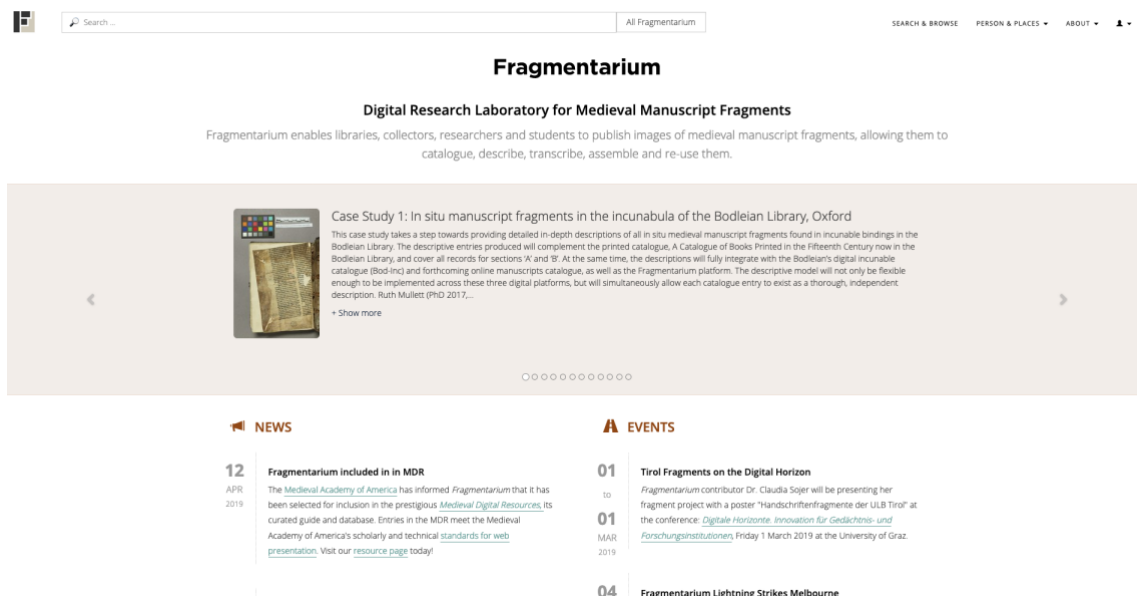 Search ...
All Fragmentarium
SEARCH & BROWSE
PERSON & PLACES
ABOUT
Fragmentarium
Digital Research Laboratory for Medieval Manuscript Fragments
Fragmentarium enables libraries, collectors, researchers and students to publish images of medieval manuscript fragments, allowing them to
catalogue, describe, transcribe, assemble and re-use them.
Case Study 1: In situ manuscript fragments in the incunabula of the Bodleian Library, Oxford
This case study takes a step towards providing detailed in-depth descriptions of all in situ medieval manuscript fragments found in incunable bindings in the
Bodleian Library. The descriptive entries produced will complement the printed catalogue, A Catalogue of Books Printed in the Fifteenth Century now in the
Bodleian Library, and cover all records for sections 'A' and 'B'. At the same time, the descriptions will fully integrate with the Bodleian's digital incunable
catalogue (Bod-Inc) and forthcoming online manuscripts catalogue, as well as the Fragmentarium platform. The descriptive model will not only be flexible
enough to be implemented across these three digital platforms, but will simultaneously allow each catalogue entry to exist as a thorough, independent
description. Ruth Mullett (PhD 2017,...
+ Show more
NEWS
12
APR
2019
Fragmentarium included in in MDR
The Medieval Academy of America has informed Fragmentarium that it has
been selected for inclusion in the prestigious Medieval Digital Resources, its
curated guide and database. Entries in the MDR meet the Medieval
Academy of America's scholarly and technical standards for web
presentation. Visit our resource page today!
EVENTS
01
to
01
MAR
2019
Tirol Fragments on the Digital Horizon
Fragmentarium contributor Dr. Claudia Sojer will be presenting her
fragment project with a poster "Handschriftenfragmente der ULB Tirol" at
the conference: Digitale Horizonte. Innovation für Gedächtnis- und
Forschungsinstitutionen, Friday 1 March 2019 at the University of Graz.
04
Fragmentarium Lightning Strikes Melbourne